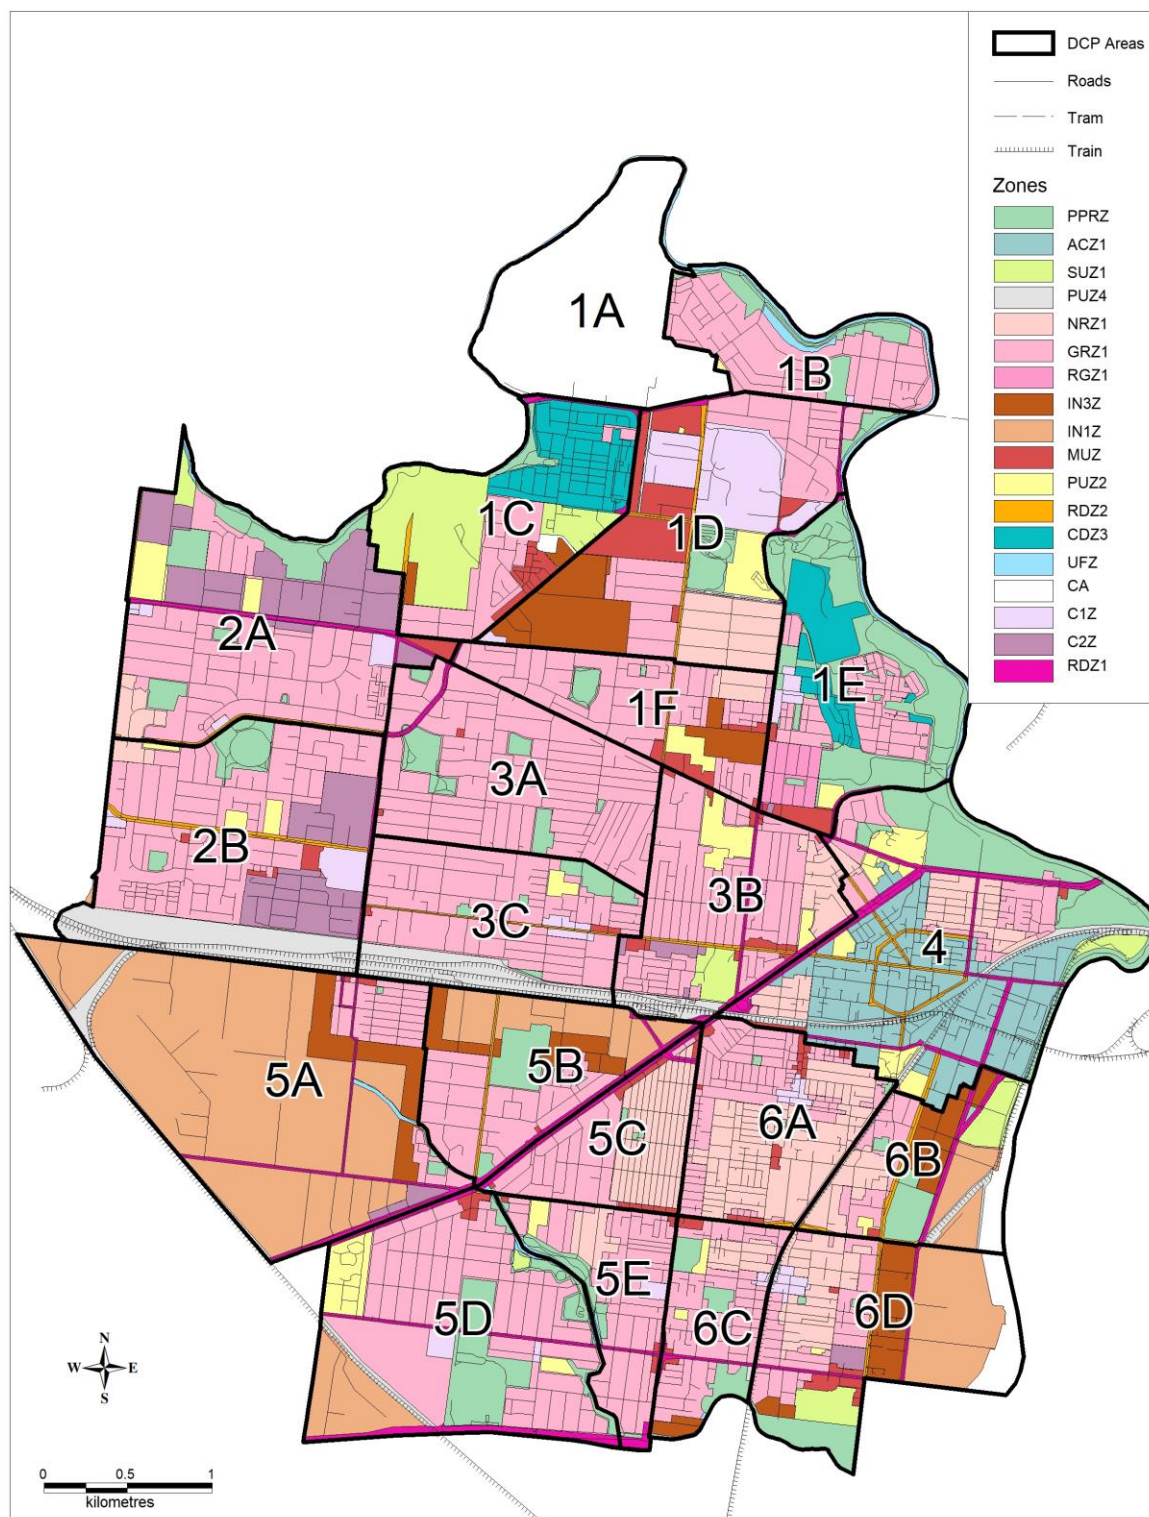 DCP Areas
Roads
Tram
Train
Zones
PPRZ
ACZ1
SUZ1
PUZ4
NRZ1
GRZ1
RGZ1
IN3Z
IN1Z
MUZ
PUZ2
RDZ2
CDZ3
UFZ
CA
C1Z
C2Z
RDZ1
1A
1B
1C
1D
2A
1E
1F
3A
2B
3B
3C
4
5A
5B
5C
6A
6B
5E
5D
6C
6D
N
W E
S
0 0.5 1
kilometres